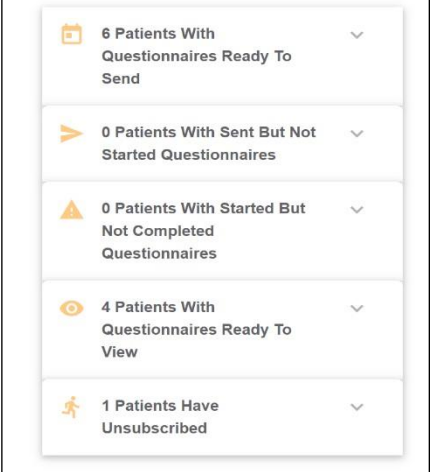 6 Patients With
Questionnaires Ready To
Send
0 Patients With Sent But Not
Started Questionnaires
0 Patients With Started But
Not Completed
Questionnaires
4 Patients With
Questionnaires Ready To
View
1 Patients Have
Unsubscribed